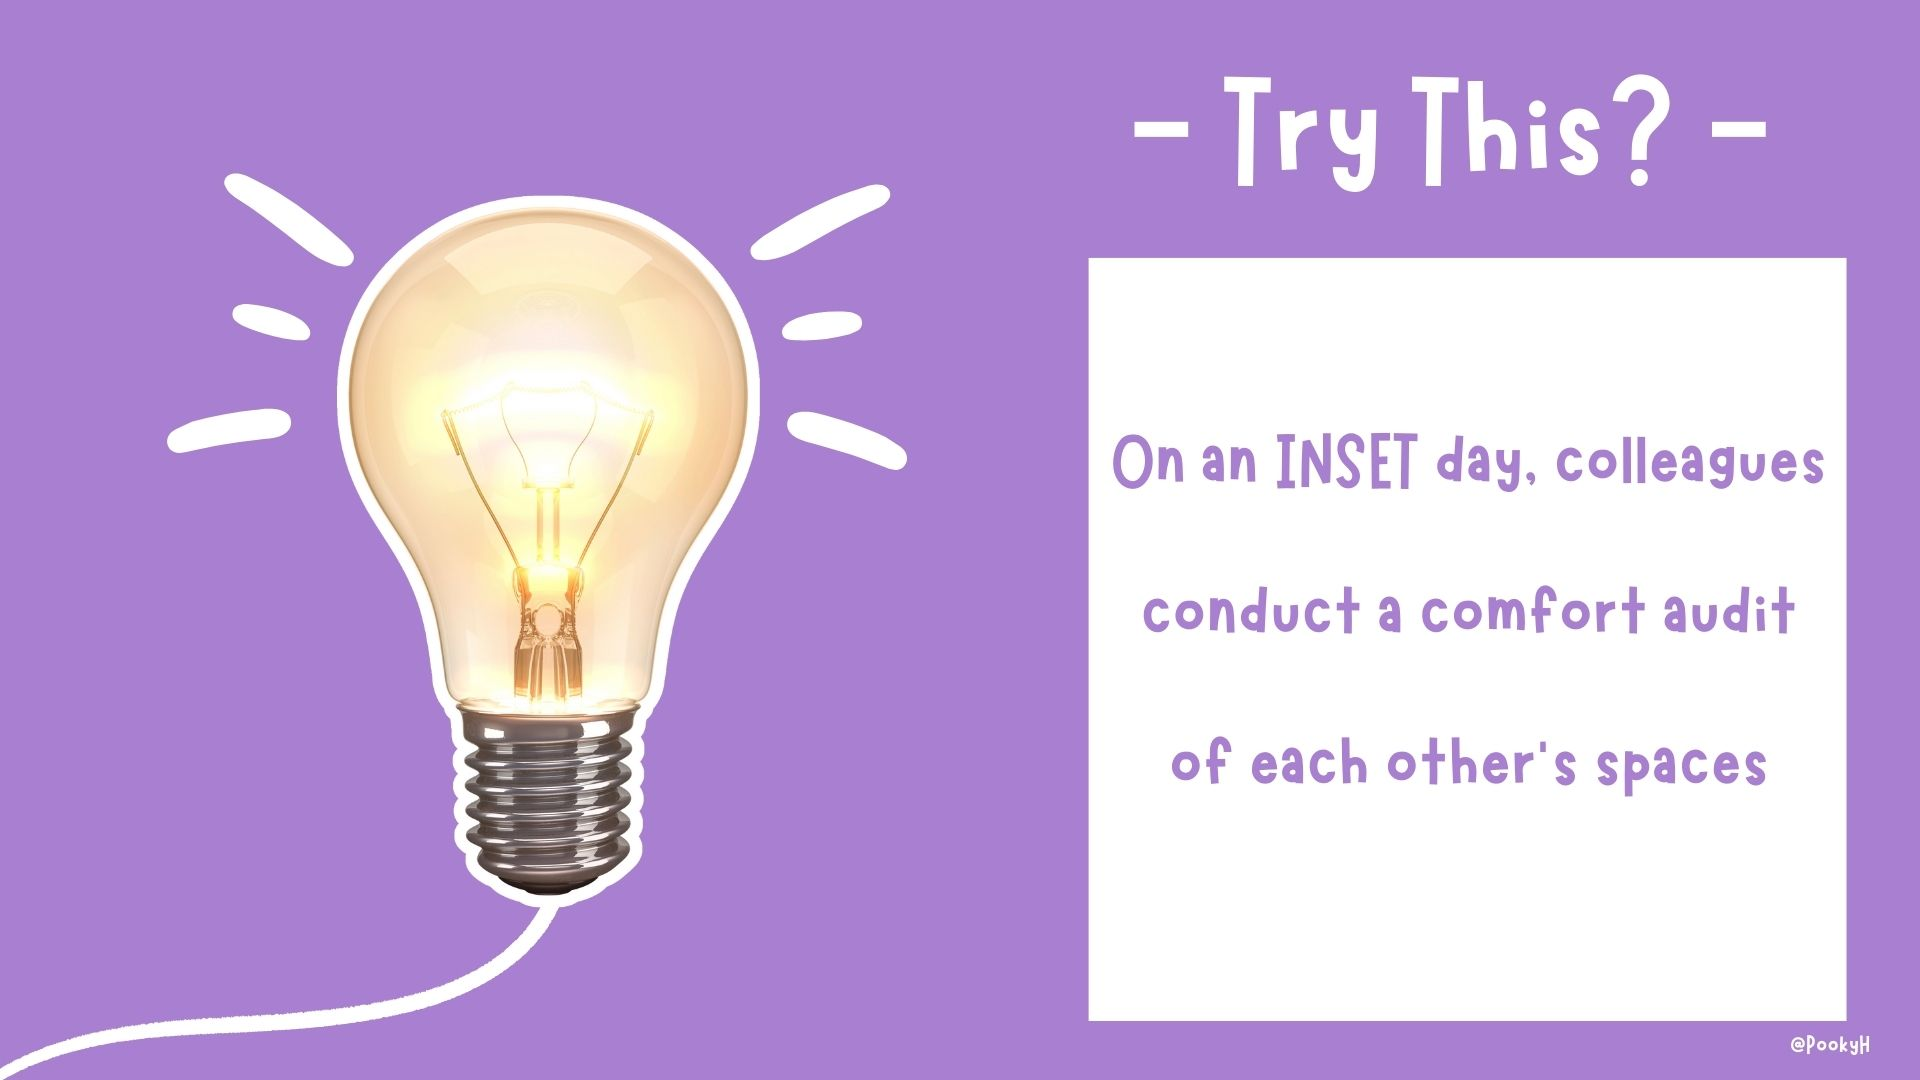 - Try This? -
On an INSET day, colleagues
conduct a comfort audit
of each other's spaces
@PookyH